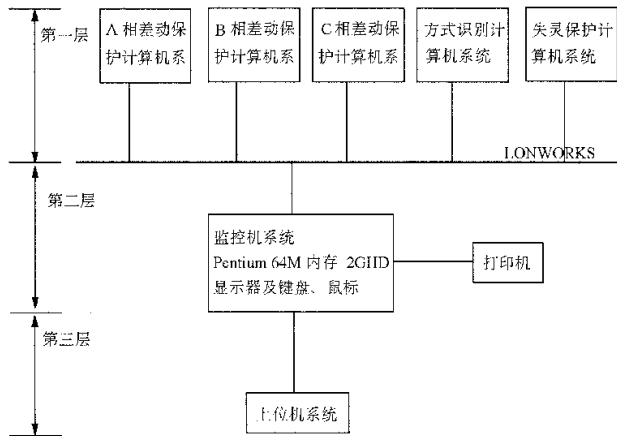 第一层
A 相差动保
护计算机系
B 相差动保
护计算机系
C 相差动保
护计算机系
方式识别计
算机系统
失灵保护计
算机系统
LONWORKS
第二层
监控机系统
Pentium 64M 内存 2GHD
显示器及键盘、鼠标
打印机
第三层
上位机系统